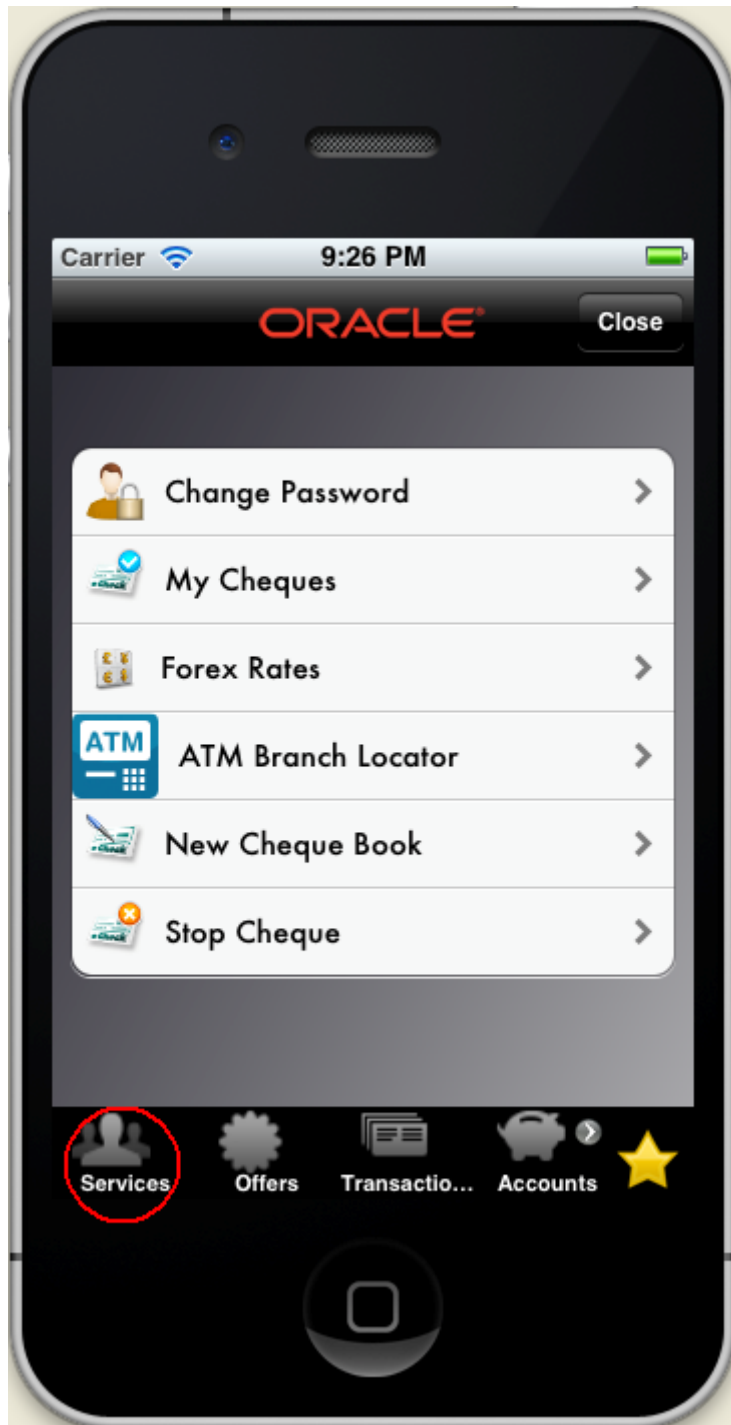 Carrier 9:26 PM
ORACLE®
Close
Change Password
My Cheques
Forex Rates
ATM
ATM Branch Locator
New Cheque Book
Stop Cheque
Services Offers Transactio... Accounts